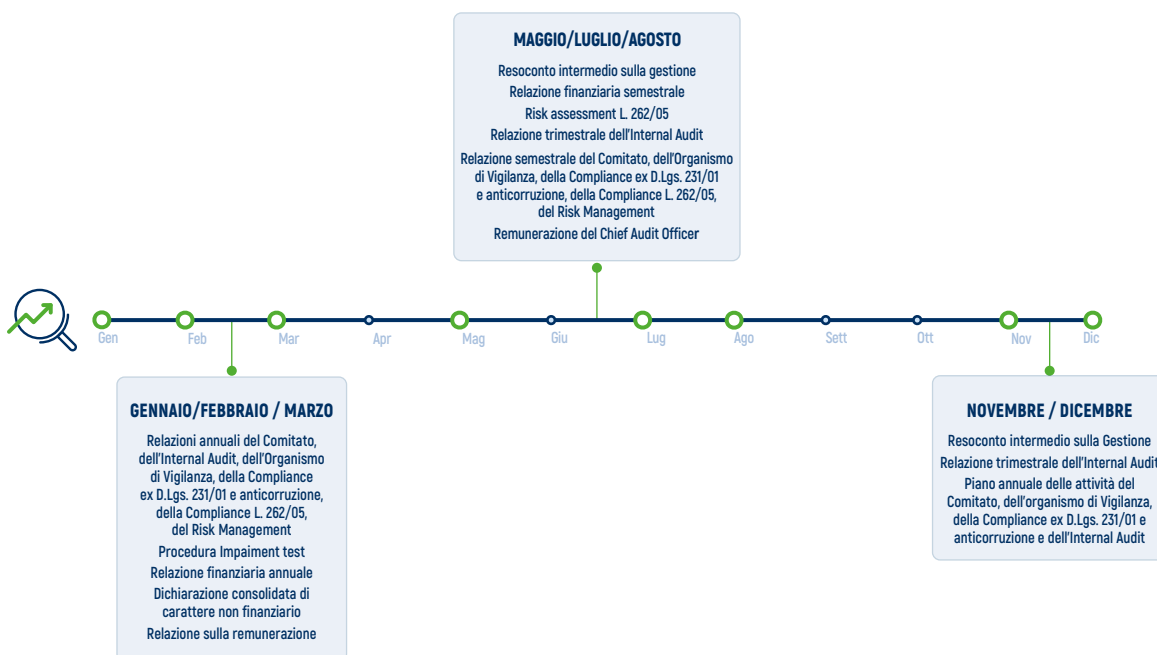 MAGGIO/LUGLIO/AGOSTO
Resoconto intermedio sulla gestione
Relazione finanziaria semestrale
Risk assessment L. 262/05
Relazione trimestrale dell'Internal Audit
Relazione semestrale del Comitato, dell'Organismo
di Vigilanza, della Compliance ex D.Lgs. 231/01
e anticorruzione, della Compliance L. 262/05,
del Risk Management
Remunerazione del Chief Audit Officer
Gen
Feb
Mar
Apr
Mag
Giu
Lug
Ago
Sett
Ott
Nov
Dic
GENNAIO/FEBBRAIO / MARZO
Relazioni annuali del Comitato,
dell'Internal Audit, dell'Organismo
di Vigilanza, della Compliance
ex D.Lgs. 231/01 e anticorruzione,
della Compliance L. 262/05,
del Risk Management
Procedura Impaiment test
Relazione finanziaria annuale
Dichiarazione consolidata di
carattere non finanziario
Relazione sulla remunerazione
NOVEMBRE / DICEMBRE
Resoconto intermedio sulla Gestione
Relazione trimestrale dell'Internal Audit
Piano annuale delle attività del
Comitato, dell'organismo di Vigilanza,
della Compliance ex D.Lgs. 231/01 e
anticorruzione e dell'Internal Audit